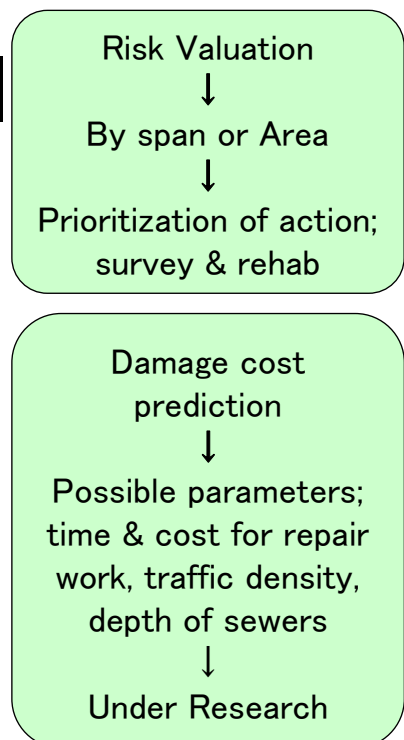 Risk Valuation
↓
By span or Area
↓
Prioritization of action;
survey & rehab
Damage cost
prediction
↓
Possible parameters;
time & cost for repair
work, traffic density,
depth of sewers
↓
Under Research